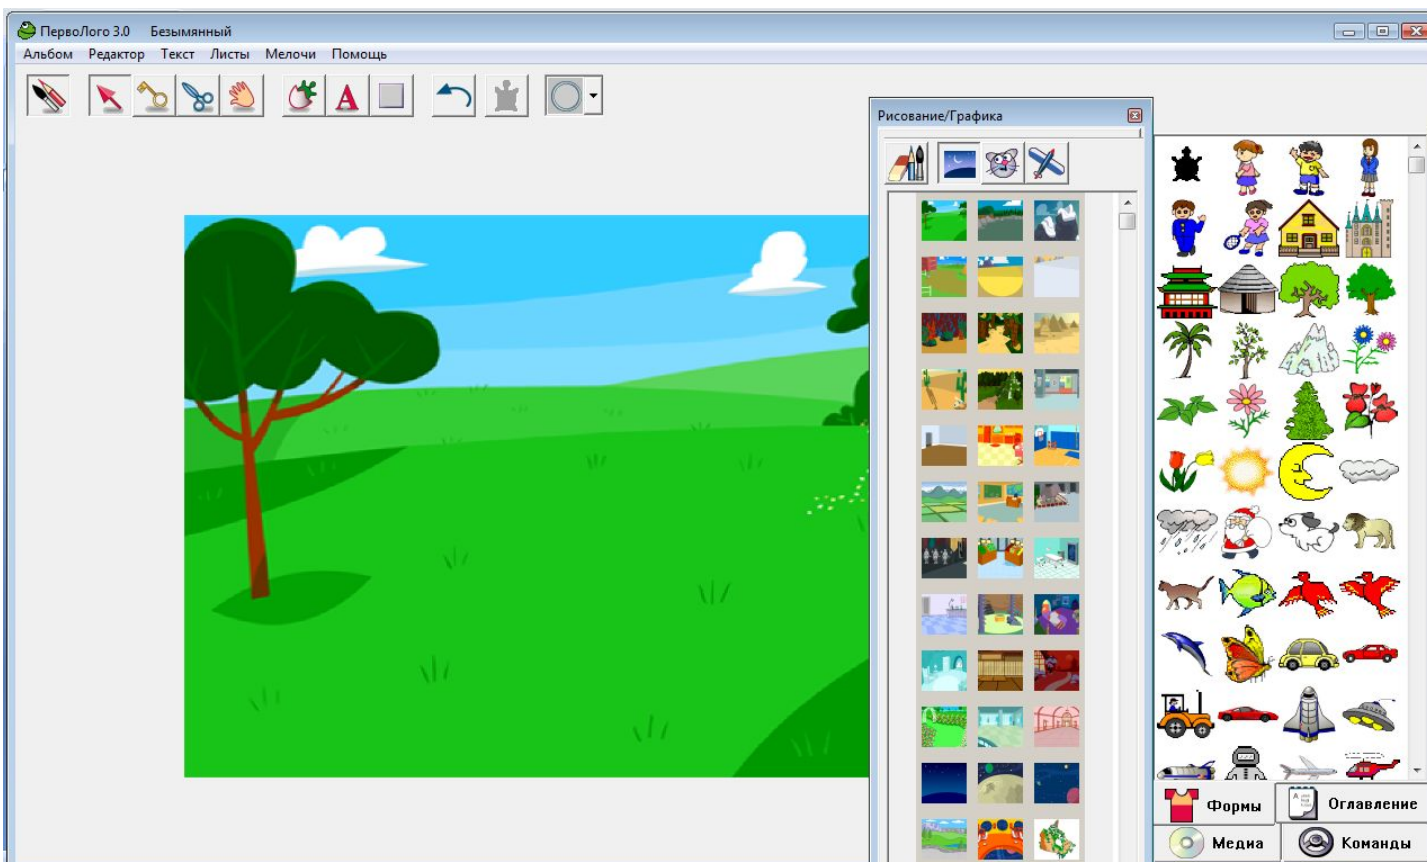 ПервоЛого 3.0 Безымянный
Альбом Редактор Текст Листы Мелочи Помощь
A
Рисование/Графика
Формы
Оглавление
Медиа
Команды